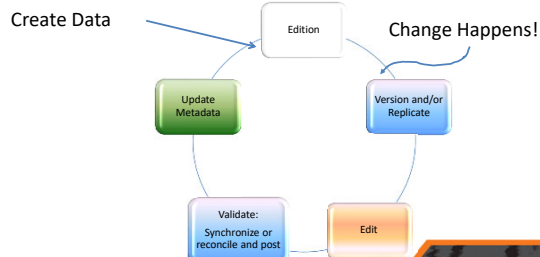 Create Data
Edition
Change Happens!
Update
Metadata
Version and/or
Replicate
Validate:
Synchronize or
reconcile and post
Edit